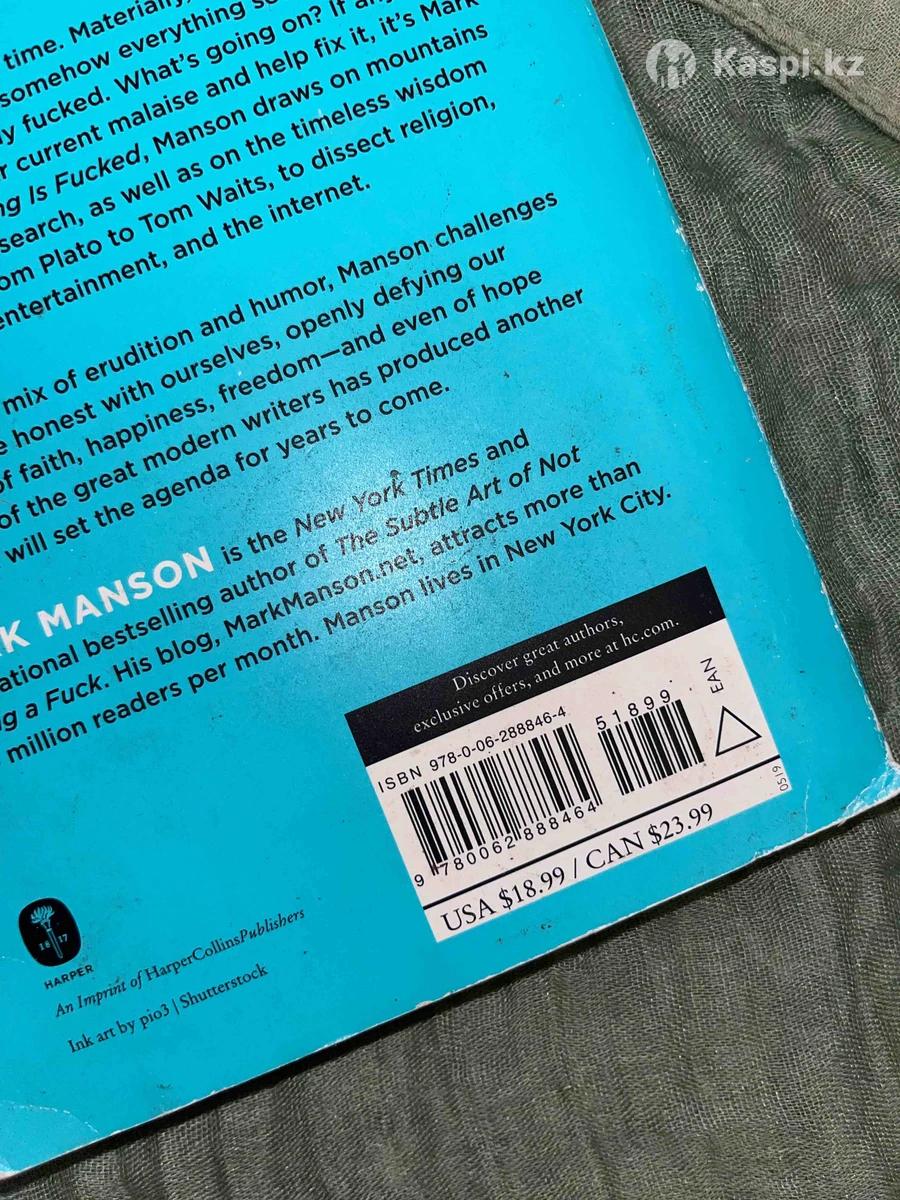 Kaspi.kz
time. Materially,
somehow everything
fucked. What's going on? If
current malaise and help fix it, it's Mark
Is Fucked, Manson draws on mountains
as well as on the timeless wisdom
Plato to Tom Waits, to dissect religion,
entertainment, and the internet.
mix of erudition and humor, Manson challenges
honest with ourselves, openly defying our
of faith, happiness, freedom—and even of hope
of the great modern writers has produced another
will set the agenda for years to come.
MANSON is the New York Times and
bestselling author of The Subtle Art of Not
a Fuck. His blog, MarkManson.net, attracts more than
million readers per month. Manson lives in New York City.
Discover great authors,
exclusive offers, and more at hc.com.
ISBN 978-0-06-288846-4
51899
EAN
9 780062 888464
0519
USA $18.99 / CAN $23.99
1817
HARPER
An Imprint of HarperCollinsPublishers
Ink art by pio3 | Shutterstock